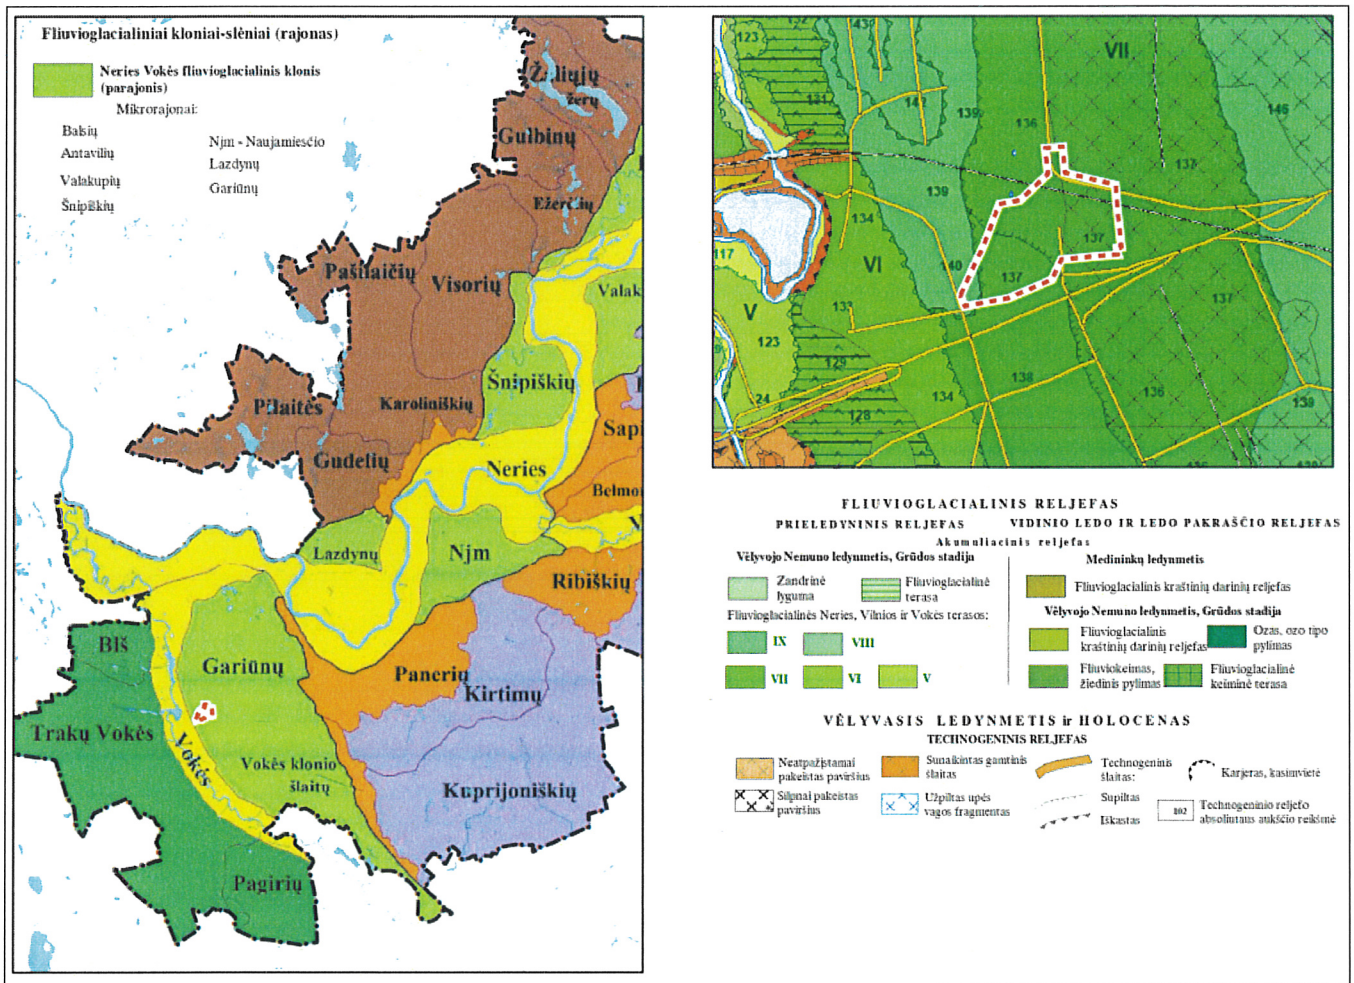 Fliuvioglacialiniai kloniai-slėniai (rajonas)
Neries Vokės fliuvioglacialinis klonis
(parajonis)
Mikrorajonai:
Balsių
Antavilių
Valakupių
Šnipiškių
Njm - Naujamiesčio
Lazdynų
Gariūnų
Žaliųjų
žerų
Gulbinų
Ežerėlių
Pašilaičių
Visorių
Valak
Šnipiškių
Pilaitės
Karoliniškių
Gudelių
Neries
Sapi
Belmon
Lazdynų
Njm
V
Ribiškių
Blš
Gariūnų
Panerių
Kirtimų
Trakų Vokės
Vokės
Vokės klonio
šlaitų
Kuprijoniškių
Pagirių
132
123
430
VII
131
142
139
136
146
137
139
134
117
VI
140
137
137
V
133
137
123
129
138
24
134
136
139
128
FLIUVIOGLACIALINIS RELJEFAS
PRIELEDYNINIS RELJEFAS
VIDINIO LEDO IR LEDO PAKRAŠČIO RELJEFAS
Akumuliacinis reljefas
Vėlyvojo Nemuno ledynmetis, Grūdos stadija
Zandrinė
lyguma
Fliuvioglacialinė
terasa
Fliuvioglacialinės Neries, Vilnios ir Vokės terasos:
IX
VIII
VII
VI
V
Medininkų ledynmetis
Fliuvioglacialinis kraštinių darinių reljefas
Vėlyvojo Nemuno ledynmetis, Grūdos stadija
Fliuvioglacialinis
kraštinių darinių reljefas
Ozas, ozo tipo
pylimas
Fliuviokeimas,
žiedinis pylimas
Fliuvioglacialinė
keiminė terasa
VĖLYVASIS LEDYNMETIS ir HOLOCENAS
TECHNOGENINIS RELJEFAS
Neatpažįstamai
pakeistas paviršius
Sunaikintas gamtinis
šlaitas
Technogeninis
šlaitas:
Karjeras, kasimvietė
Silpnai pakeistas
paviršius
Užpiltas upės
vagos fragmentas
Supiltas
Iškastas
102
Technogeninio reljefo
absoliutaus aukščio reikšmė